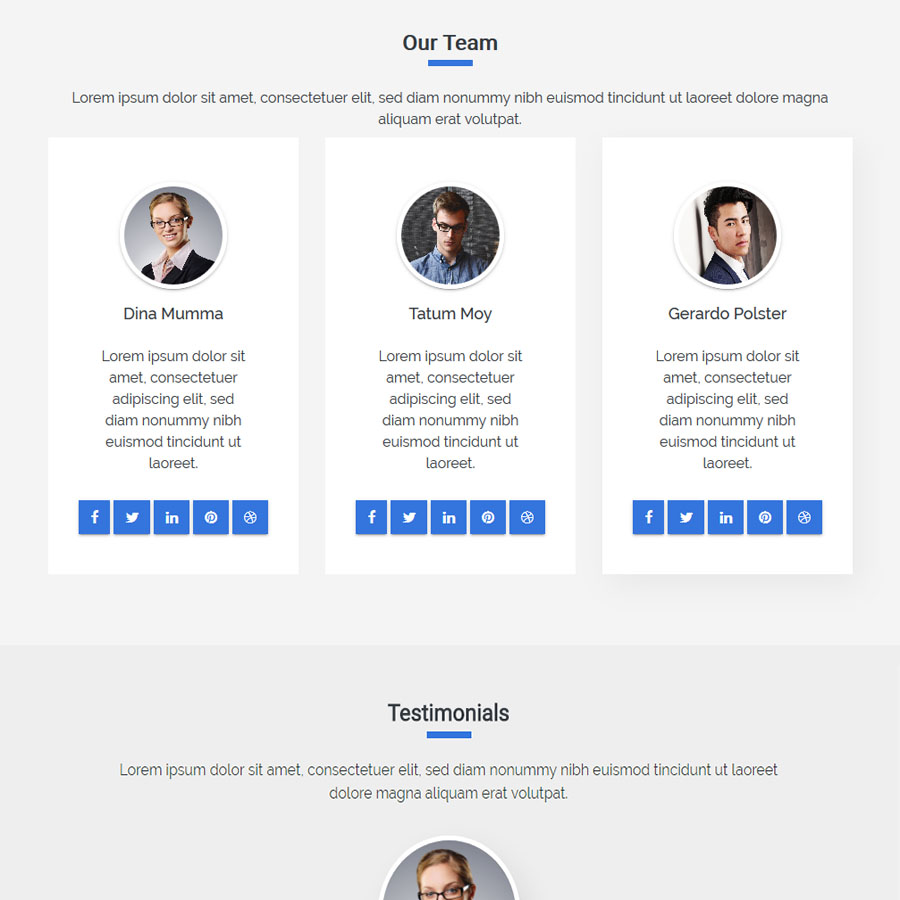 Our Team
Lorem ipsum dolor sit amet, consectetuer elit, sed diam nonummy nibh euismod tincidunt ut laoreet dolore magna
aliquam erat volutpat.
Dina Mumma
Lorem ipsum dolor sit
amet, consectetuer
adipiscing elit, sed
diam nonummy nibh
euismod tincidunt ut
laoreet.
Tatum Moy
Lorem ipsum dolor sit
amet, consectetuer
adipiscing elit, sed
diam nonummy nibh
euismod tincidunt ut
laoreet.
Gerardo Polster
Lorem ipsum dolor sit
amet, consectetuer
adipiscing elit, sed
diam nonummy nibh
euismod tincidunt ut
laoreet.
Testimonials
Lorem ipsum dolor sit amet, consectetuer elit, sed diam nonummy nibh euismod tincidunt ut laoreet
dolore magna aliquam erat volutpat.